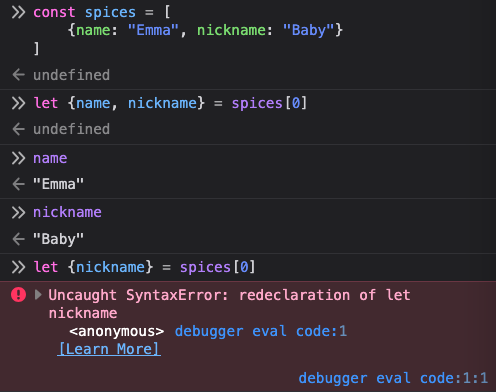 const spices = [
{name: "Emma", nickname: "Baby"}
]
undefined
let {name, nickname} = spices[0]
undefined
name
"Emma"
nickname
"Baby"
let {nickname} = spices[0]
Uncaught SyntaxError: redeclaration of let
nickname
<anonymous> debugger eval code:1
[Learn More]
debugger eval code:1:1